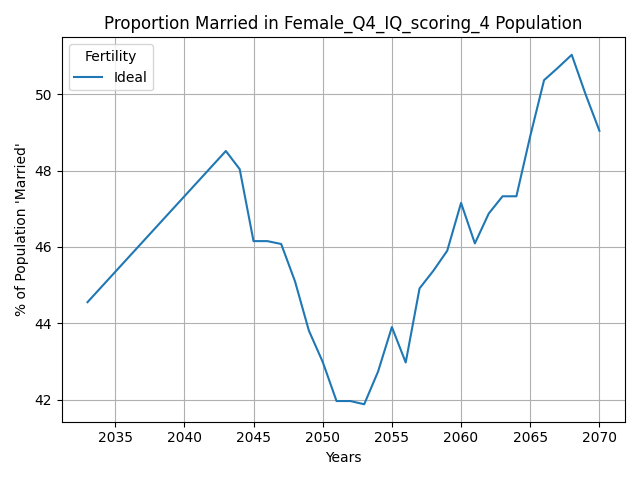 Proportion Married in Female_Q4_IQ_scoring_4 Population
Fertility
Ideal
% of Population 'Married'
50
48
46
44
42
2035 2040 2045 2050 2055 2060 2065 2070
Years